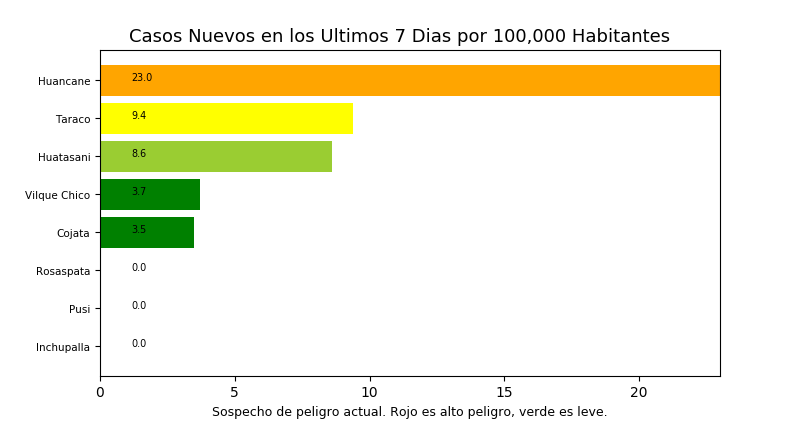 Casos Nuevos en los Ultimos 7 Dias por 100,000 Habitantes
Huancane 23.0
Taraco 9.4
Huatasani 8.6
Vilque Chico 3.7
Cojata 3.5
Rosaspata 0.0
Pusi 0.0
Inchupalla 0.0
0 5 10 15 20
Sospecho de peligro actual. Rojo es alto peligro, verde es leve.